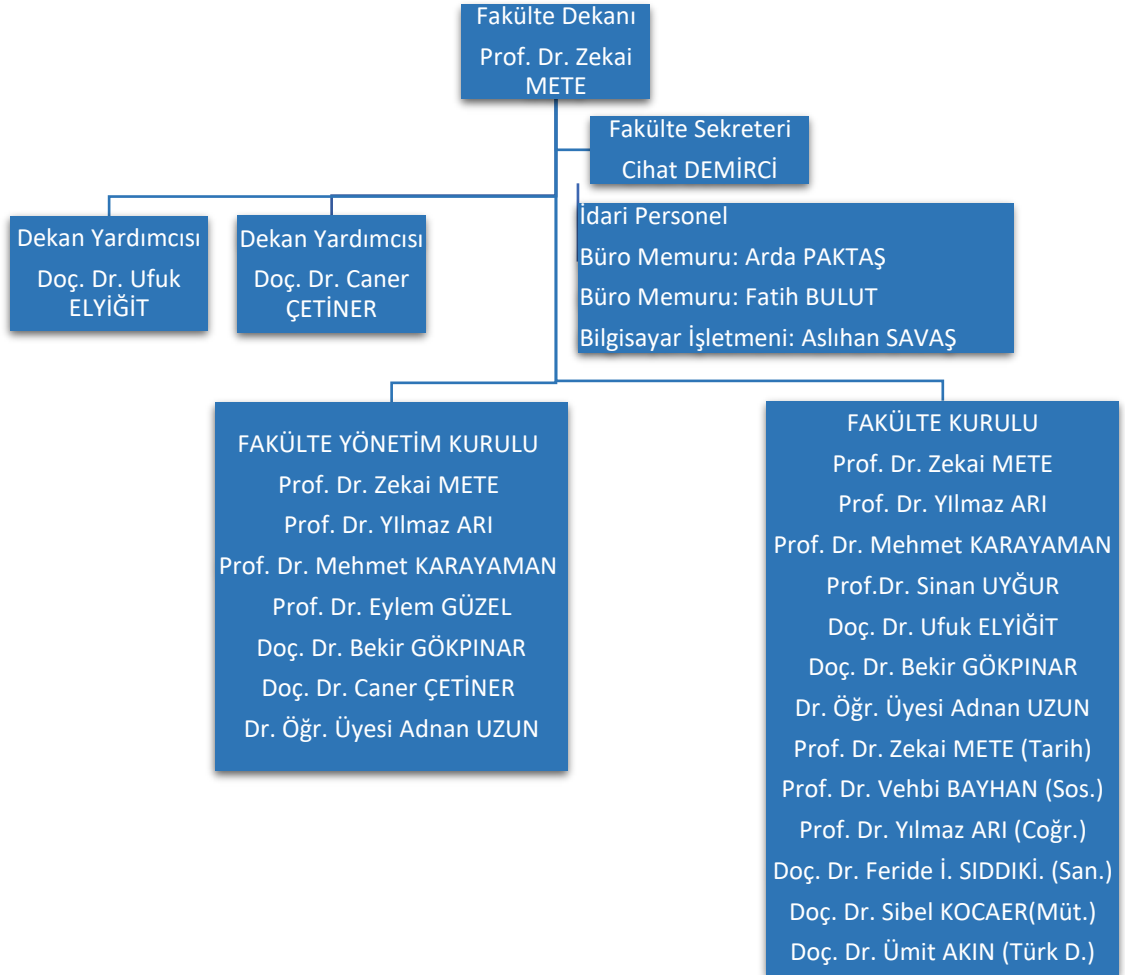 Fakülte Dekanı
Prof. Dr. Zekai
METE
Fakülte Sekreteri
Cihat DEMİRCİ
Dekan Yardımcısı
Doç. Dr. Ufuk
ELYİĞİT
Dekan Yardımcısı
Doç. Dr. Caner
ÇETİNER
İdari Personel
Büro Memuru: Arda PAKTAŞ
Büro Memuru: Fatih BULUT
Bilgisayar İşletmeni: Aslıhan SAVAŞ
FAKÜLTE YÖNETİM KURULU
Prof. Dr. Zekai METE
Prof. Dr. YIlmaz ARI
Prof. Dr. Mehmet KARAYAMAN
Prof. Dr. Eylem GÜZEL
Doç. Dr. Bekir GÖKPINAR
Doç. Dr. Caner ÇETİNER
Dr. Öğr. Üyesi Adnan UZUN
FAKÜLTE KURULU
Prof. Dr. Zekai METE
Prof. Dr. YIlmaz ARI
Prof. Dr. Mehmet KARAYAMAN
Prof.Dr. Sinan UYĞUR
Doç. Dr. Ufuk ELYİĞİT
Doç. Dr. Bekir GÖKPINAR
Dr. Öğr. Üyesi Adnan UZUN
Prof. Dr. Zekai METE (Tarih)
Prof. Dr. Vehbi BAYHAN (Sos.)
Prof. Dr. Yılmaz ARI (Coğr.)
Doç. Dr. Feride İ. SIDDIKİ. (San.)
Doç. Dr. Sibel KOCAER(Müt.)
Doç. Dr. Ümit AKIN (Türk D.)